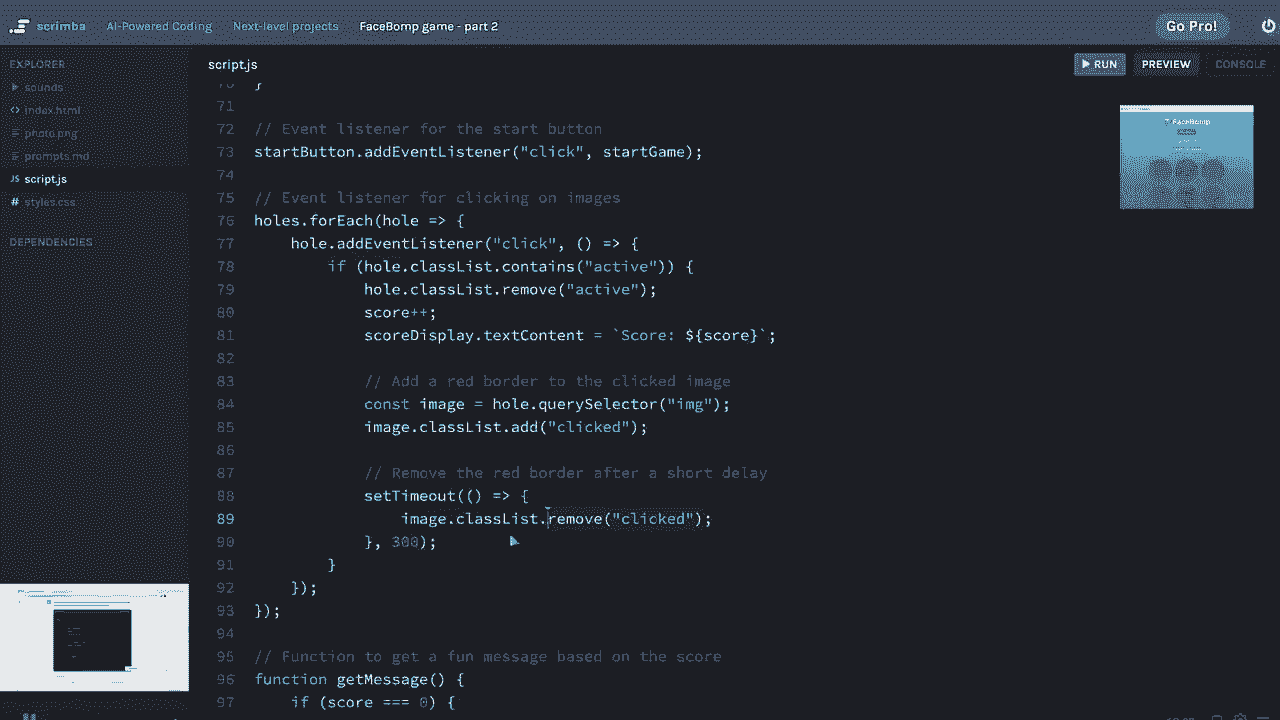 scrimba AI-Powered Coding Next-level projects FaceBomp game - part 2 Go Pro!
EXPLORER
sounds
index.html
photo.png
prompts.md
JS script.js
# styles.css
DEPENDENCIES
script.js
RUN PREVIEW CONSOLE
FaceBomp
70 }
71
72 // Event listener for the start button
73 startButton.addEventListener("click", startGame);
74
75 // Event listener for clicking on images
76 holes.forEach(hole => {
77 hole.addEventListener("click", () => {
78 if (hole.classList.contains("active")) {
79 hole.classList.remove("active");
80 score++;
81 scoreDisplay.textContent = `Score: ${score}`;
82
83 // Add a red border to the clicked image
84 const image = hole.querySelector("img");
85 image.classList.add("clicked");
86
87 // Remove the red border after a short delay
88 setTimeout(() => {
89 image.classList.remove("clicked");
90 }, 300);
91 }
92 });
93 });
94
95 // Function to get a fun message based on the score
96 function getMessage() {
97 if (score === 0) {